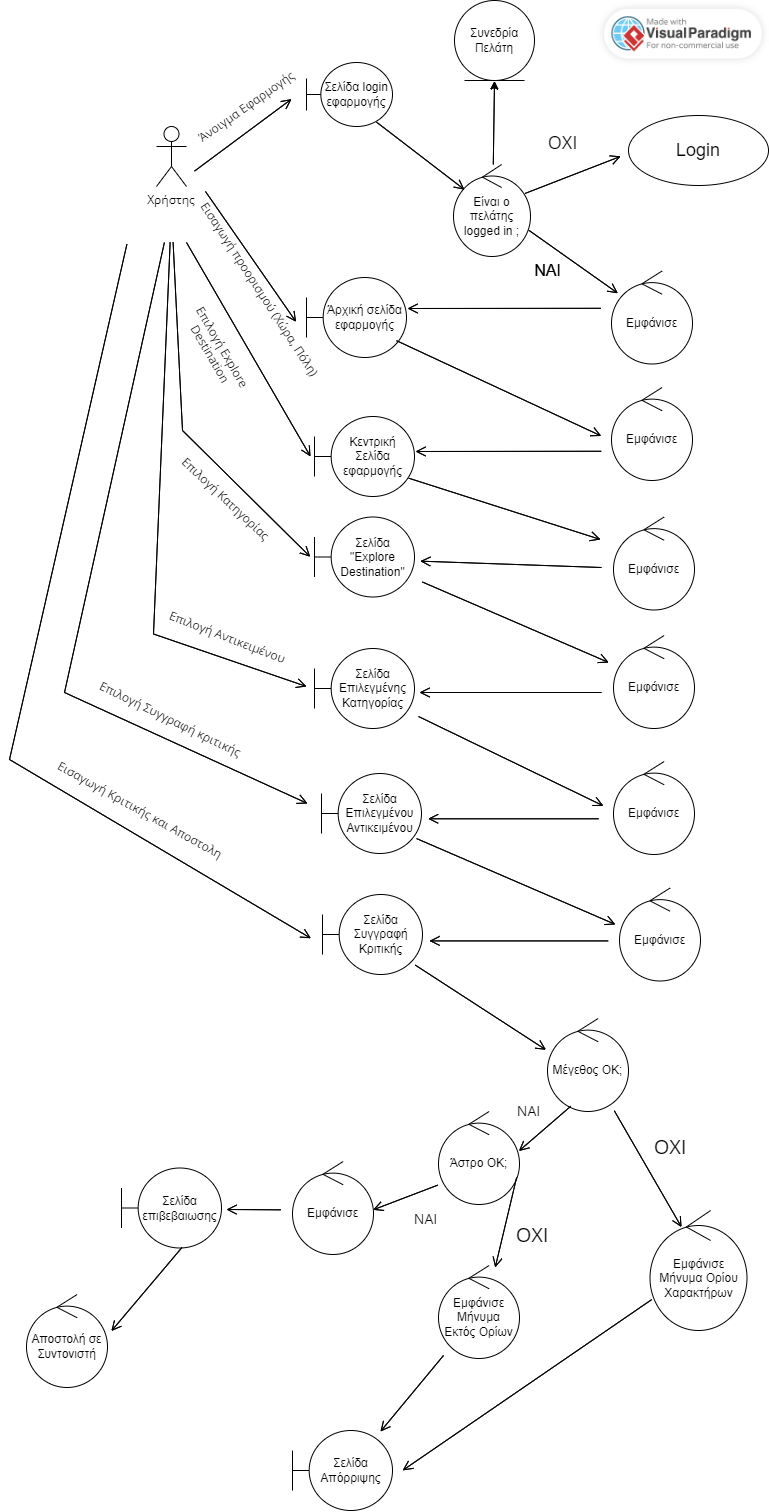 Συνεδρία
Πελάτη
Made with
VisualParadigm
For non-commercial use
Άνοιγμα Εφαρμογής
Σελίδα login
εφαρμογής
Χρήστης
ΟΧΙ
Login
Είναι ο
πελάτης
logged in ;
ΝΑΙ
Εισαγωγή προορισμού (Χώρα, Πόλη)
Άρχική σελίδα
εφαρμογής
Εμφάνισε
Επιλογή Explore
Destination
Κεντρική
Σελίδα
εφαρμογής
Εμφάνισε
Επιλογή Κατηγορίας
Σελίδα
"Explore
Destination"
Εμφάνισε
Επιλογή Αντικειμένου
Σελίδα
Επιλεγμένης
Κατηγορίας
Εμφάνισε
Επιλογή Συγγραφή κριτικής
Σελίδα
Επιλεγμένου
Αντικειμένου
Εμφάνισε
Εισαγωγή Κριτικής και Αποστολη
Σελίδα
Συγγραφή
Κριτικής
Εμφάνισε
Μέγεθος ΟΚ;
ΝΑΙ
ΟΧΙ
Άστρο ΟΚ;
ΝΑΙ
ΟΧΙ
Εμφάνισε
Σελίδα
επιβεβαιωσης
Εμφάνισε
Μήνυμα Ορίου
Χαρακτήρων
Εμφάνισε
Μήνυμα
Εκτός Ορίων
Αποστολή σε
Συντονιστή
Σελίδα
Απόρριψης